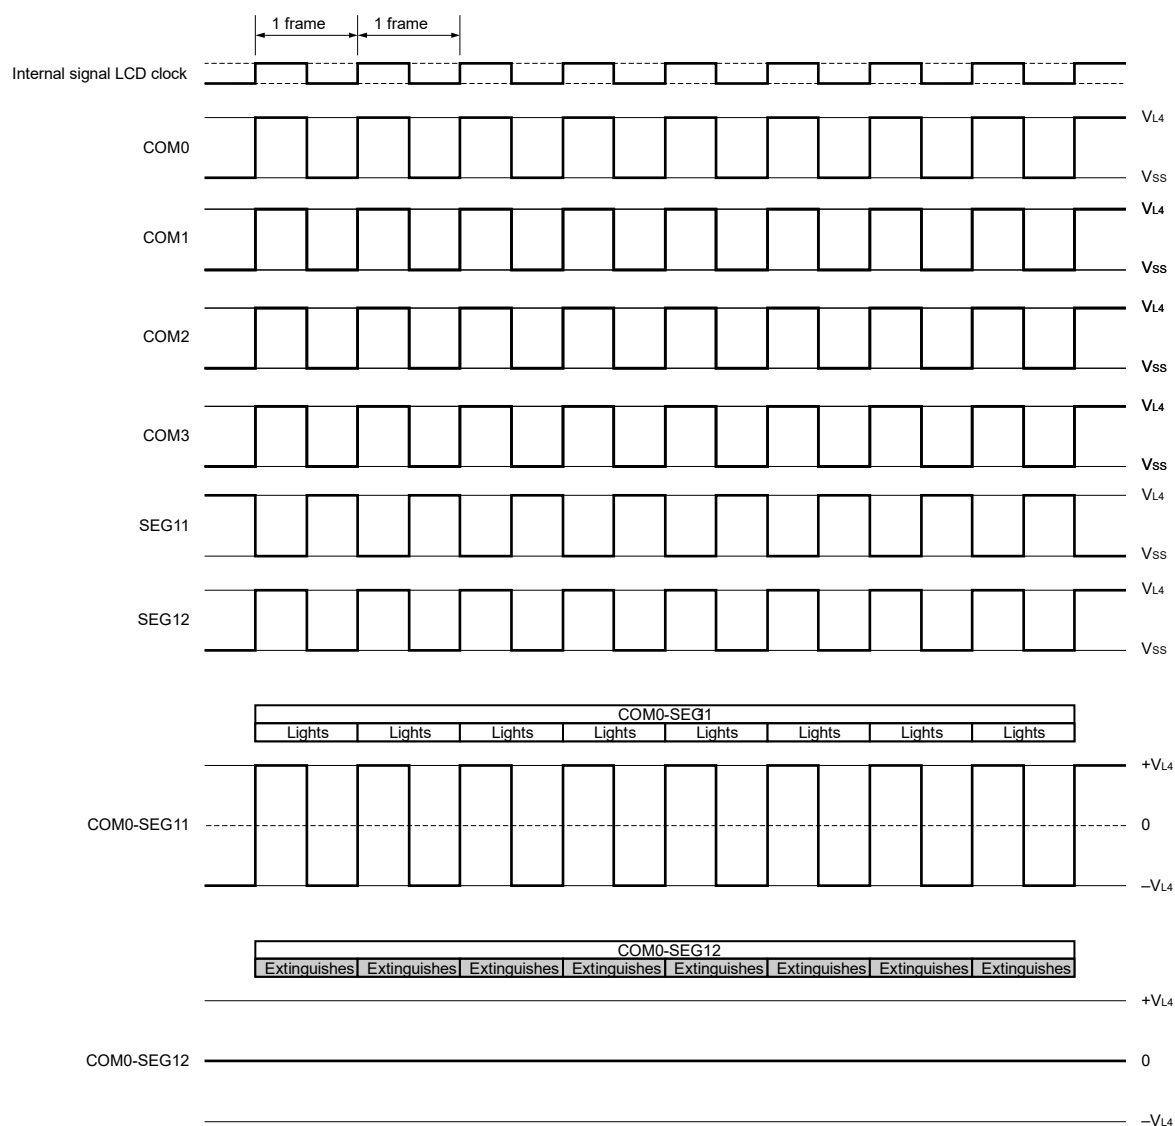 1 frame 1 frame
Internal signal LCD clock
VL4
COM0
VSS
VL4
COM1
VSS
VL4
COM2
VSS
VL4
COM3
VSS
VL4
SEG11
VSS
VL4
SEG12
VSS
COM0-SEG11
Lights Lights Lights Lights Lights Lights Lights Lights
+VL4
COM0-SEG11 0
–VL4
COM0-SEG12
Extinguishes Extinguishes Extinguishes Extinguishes Extinguishes Extinguishes Extinguishes Extinguishes
+VL4
COM0-SEG12 0
–VL4